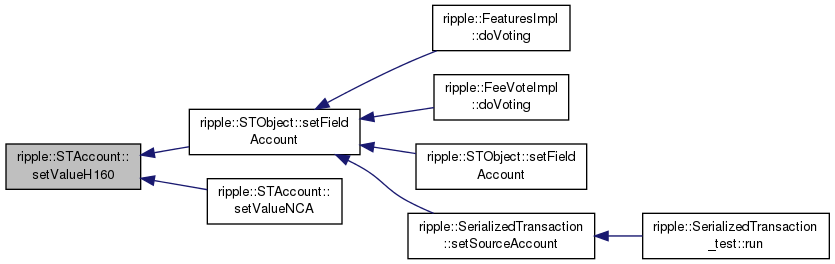 ripple::STAccount::
setValueH160
ripple::STObject::setField
Account
ripple::STAccount::
setValueNCA
ripple::FeaturesImpl
::doVoting
ripple::FeeVoteImpl
::doVoting
ripple::STObject::setField
Account
ripple::SerializedTransaction
::setSourceAccount
ripple::SerializedTransaction
_test::run